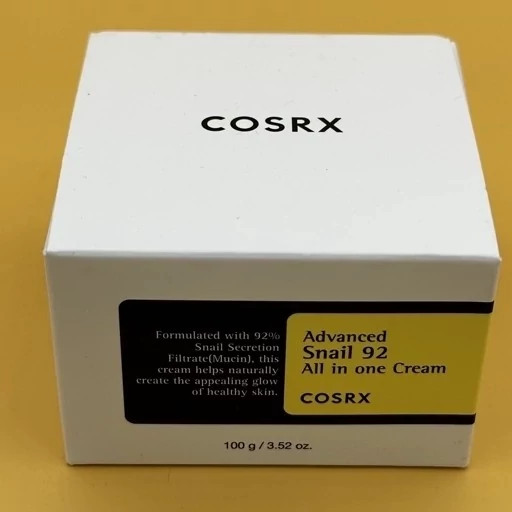 COSRX
Formulated with 92%
Snail Secretion
Filtrate(Mucin), this
cream helps naturally
create the appealing glow
of healthy skin.
Advanced
Snail 92
All in one Cream
COSRX
100 g / 3.52 oz.